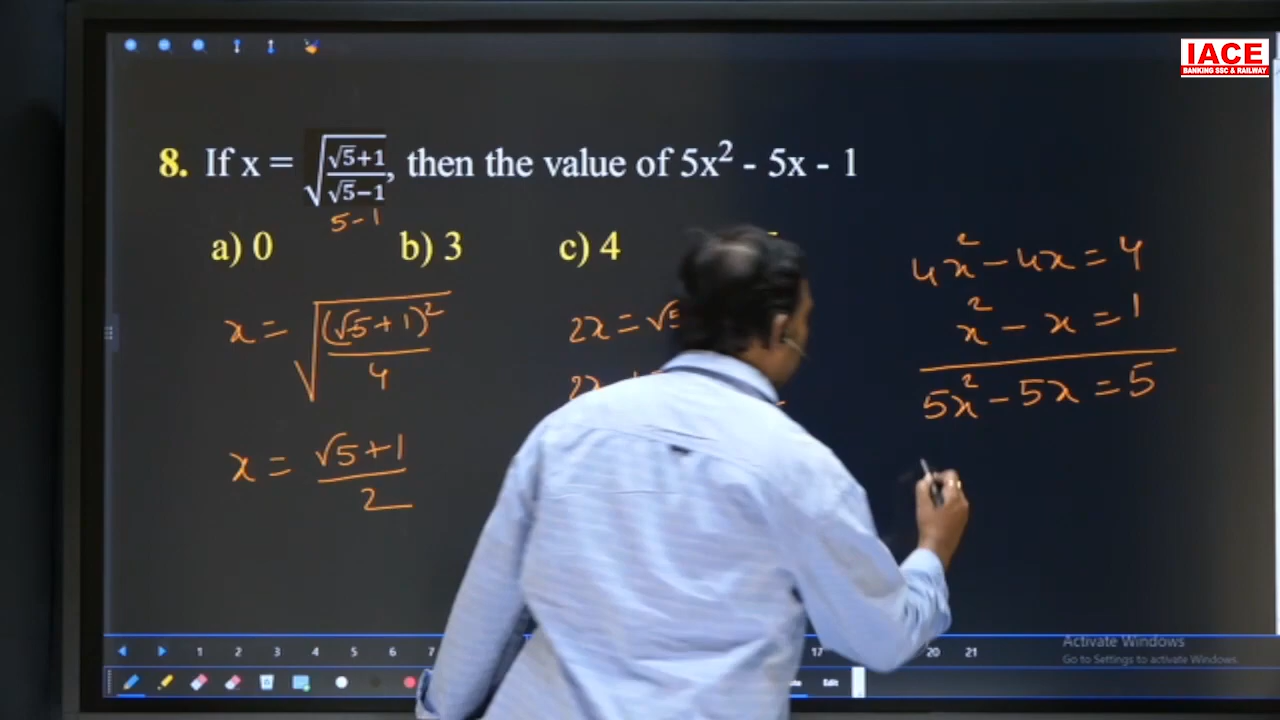 IACE
BANKING SSC & RAILWAY
8. If x = √((√5+1)/(√5−1)), then the value of 5x² - 5x - 1
5-1
a) 0 b) 3 c) 4
x = √((√5+1)²/4)
2x = √5
2x
x = (√5+1)/2
4x² - 4x = 4
x² - x = 1
5x² - 5x = 5
1 2 3 4 5 6 7 17 20 21
Edit
Activate Windows
Go to Settings to activate Windows.